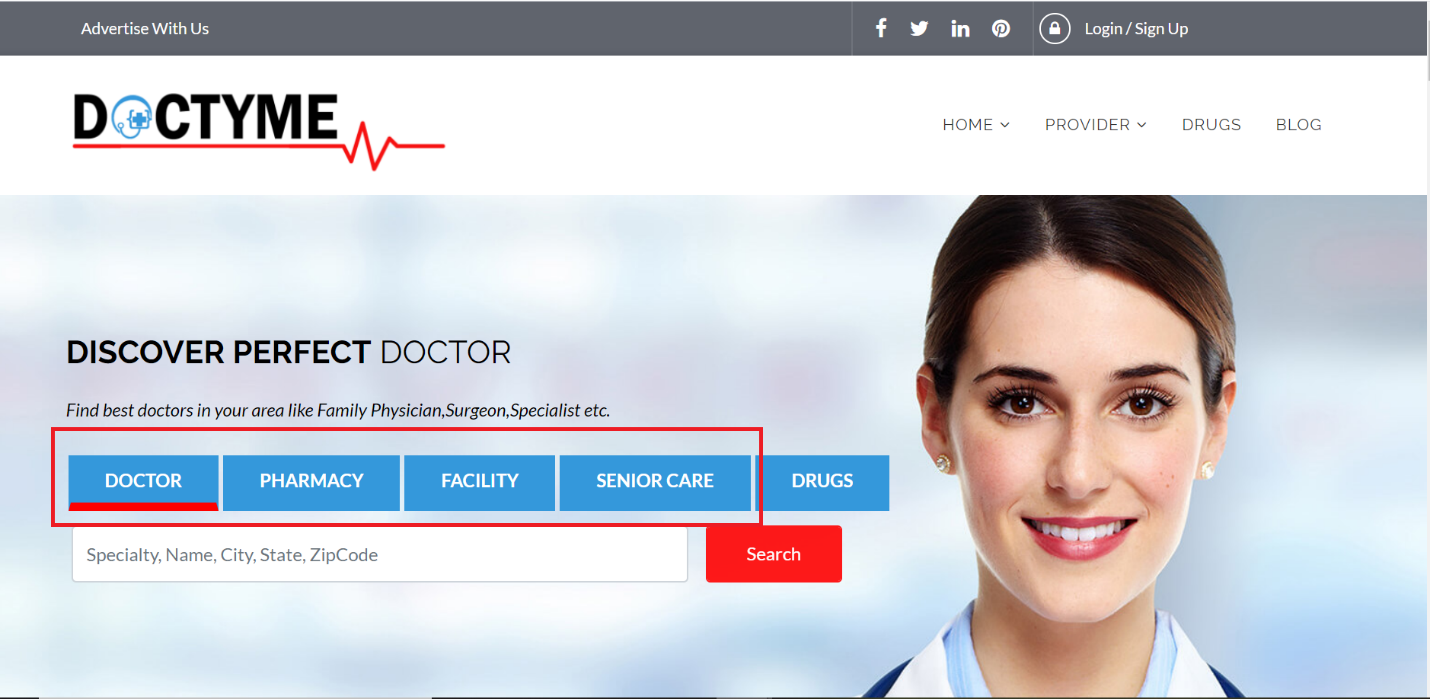 Advertise With Us
Login / Sign Up
DOCTYME
HOME PROVIDER DRUGS BLOG
DISCOVER PERFECT DOCTOR
Find best doctors in your area like Family Physician,Surgeon,Specialist etc.
DOCTOR PHARMACY FACILITY SENIOR CARE DRUGS
Specialty, Name, City, State, ZipCode
Search